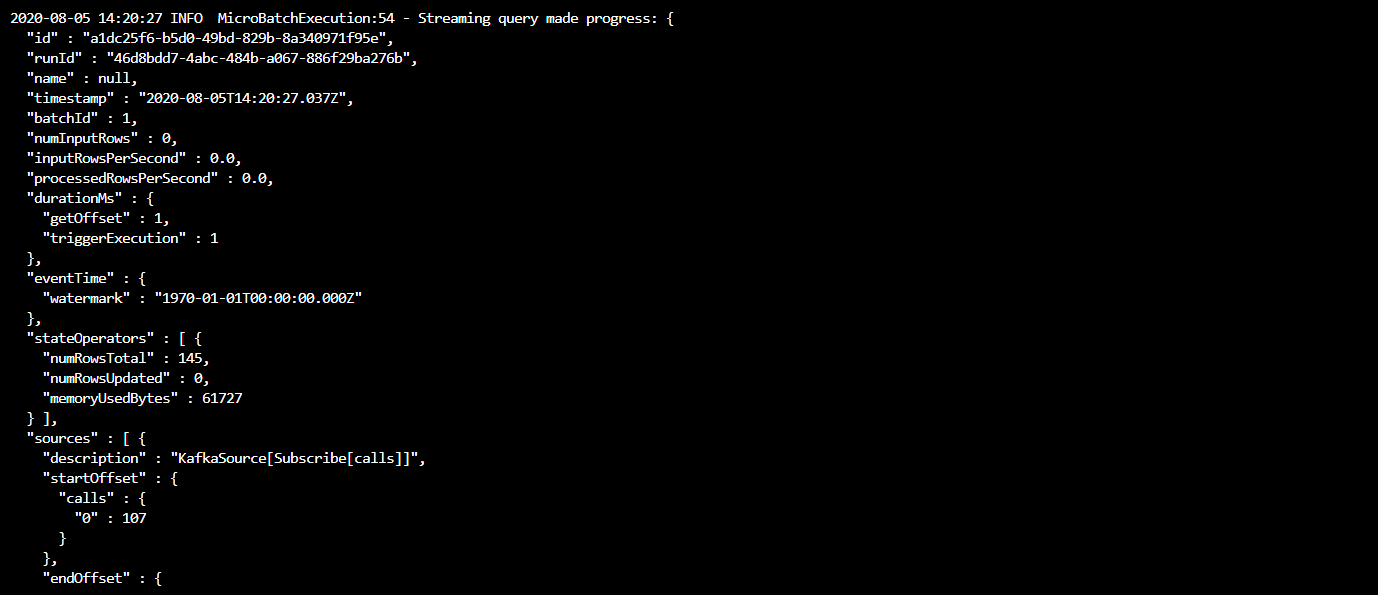 2020-08-05 14:20:27 INFO  MicroBatchExecution:54 - Streaming query made progress: {
  "id" : "a1dc25f6-b5d0-49bd-829b-8a340971f95e",
  "runId" : "46d8bdd7-4abc-484b-a067-886f29ba276b",
  "name" : null,
  "timestamp" : "2020-08-05T14:20:27.037Z",
  "batchId" : 1,
  "numInputRows" : 0,
  "inputRowsPerSecond" : 0.0,
  "processedRowsPerSecond" : 0.0,
  "durationMs" : {
    "getOffset" : 1,
    "triggerExecution" : 1
  },
  "eventTime" : {
    "watermark" : "1970-01-01T00:00:00.000Z"
  },
  "stateOperators" : [ {
    "numRowsTotal" : 145,
    "numRowsUpdated" : 0,
    "memoryUsedBytes" : 61727
  } ],
  "sources" : [ {
    "description" : "KafkaSource[Subscribe[calls]]",
    "startOffset" : {
      "calls" : {
        "0" : 107
      }
    },
    "endOffset" : {